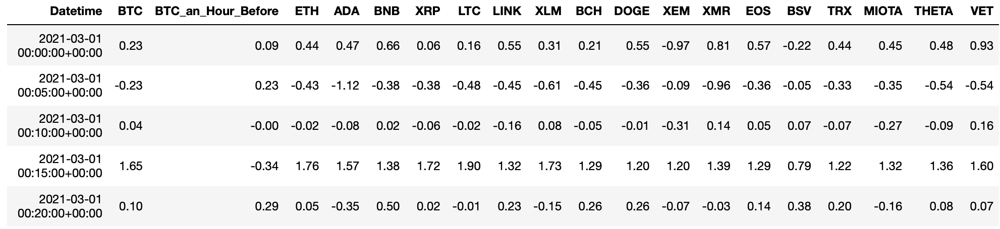 Datetime BTC BTC_an_Hour_Before ETH ADA BNB XRP LTC LINK XLM BCH DOGE XEM XMR EOS BSV TRX MIOTA THETA VET
2021-03-01
00:00:00+00:00 0.23 0.09 0.44 0.47 0.66 0.06 0.16 0.55 0.31 0.21 0.55 -0.97 0.81 0.57 -0.22 0.44 0.45 0.48 0.93
2021-03-01
00:05:00+00:00 -0.23 0.23 -0.43 -1.12 -0.38 -0.38 -0.48 -0.45 -0.61 -0.45 -0.36 -0.09 -0.96 -0.36 -0.05 -0.33 -0.35 -0.54 -0.54
2021-03-01
00:10:00+00:00 0.04 -0.00 -0.02 -0.08 0.02 -0.06 -0.02 -0.16 0.08 -0.05 -0.01 -0.31 0.14 0.05 0.07 -0.07 -0.27 -0.09 0.16
2021-03-01
00:15:00+00:00 1.65 -0.34 1.76 1.57 1.38 1.72 1.90 1.32 1.73 1.29 1.20 1.20 1.39 1.29 0.79 1.22 1.32 1.36 1.60
2021-03-01
00:20:00+00:00 0.10 0.29 0.05 -0.35 0.50 0.02 -0.01 0.23 -0.15 0.26 0.26 -0.07 -0.03 0.14 0.38 0.20 -0.16 0.08 0.07